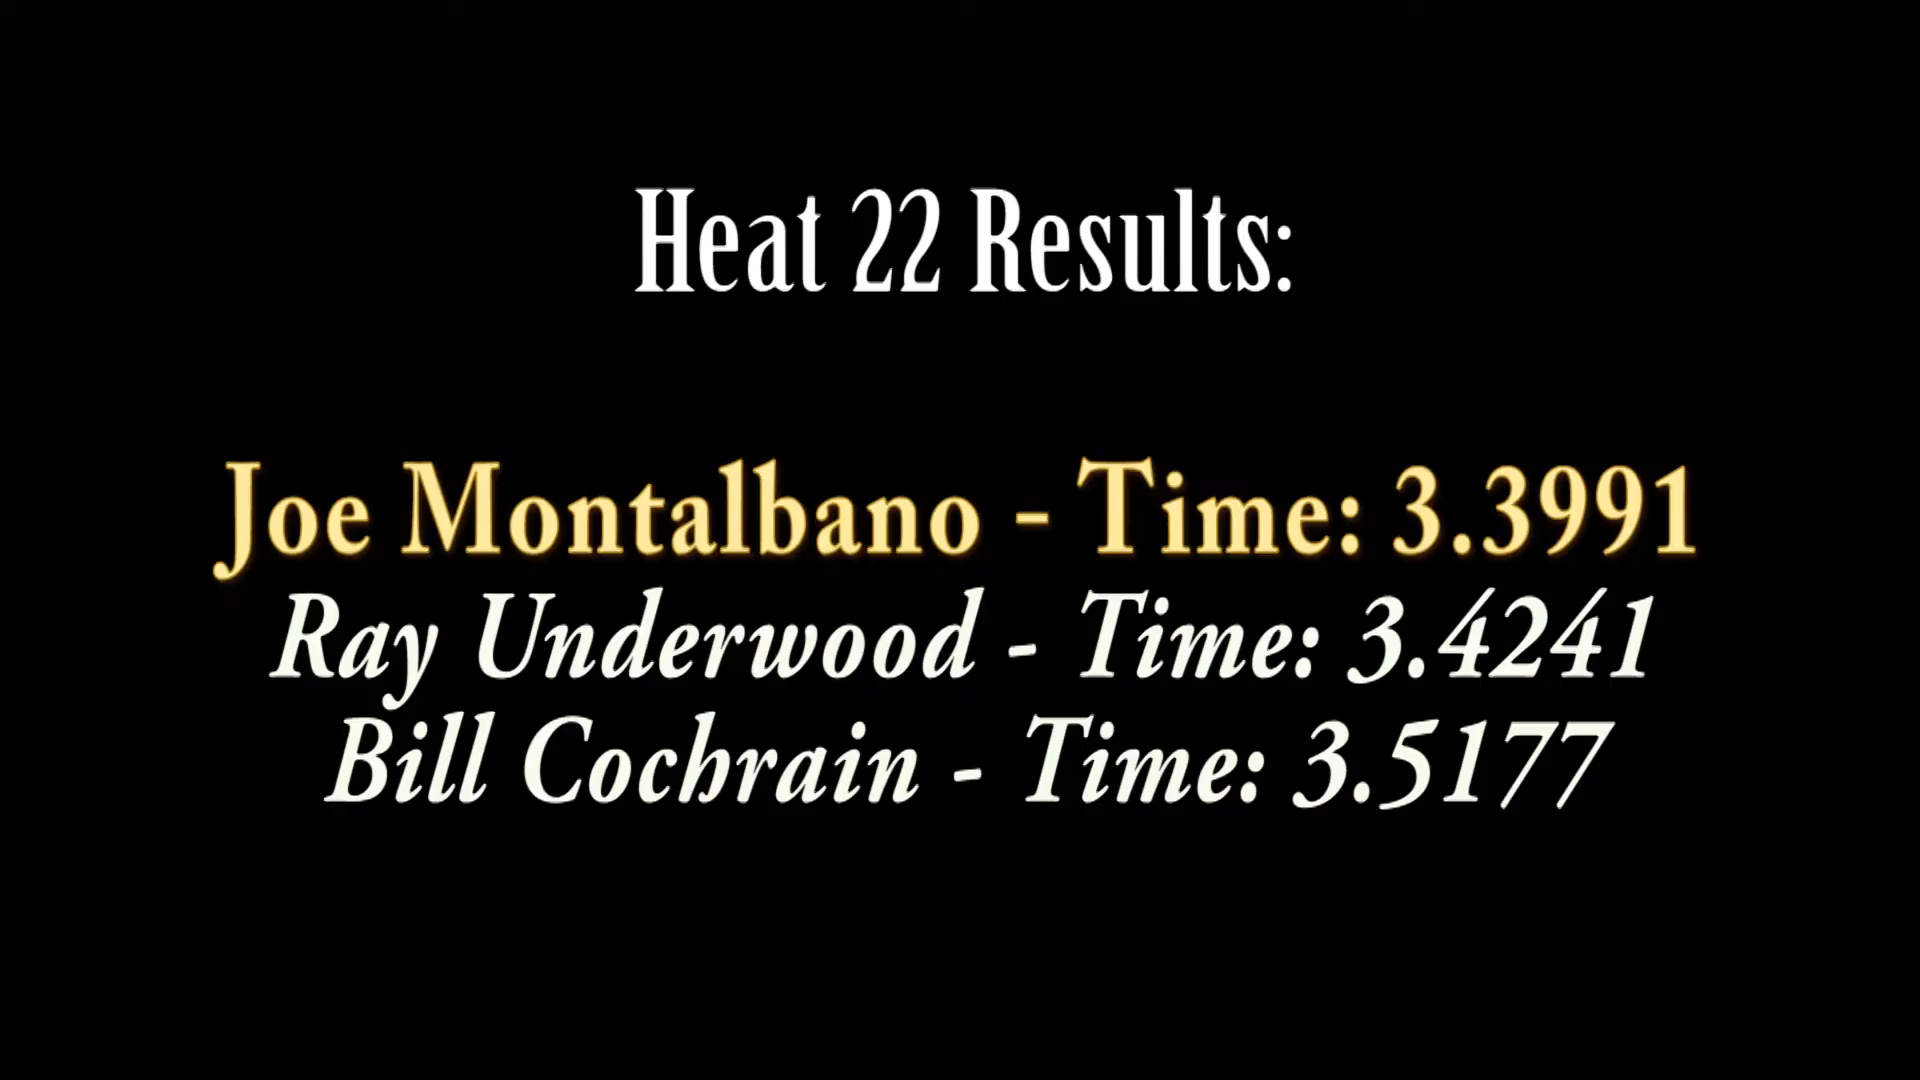 Heat 22 Results:
Joe Montalbano - Time: 3.3991
Ray Underwood - Time: 3.4241
Bill Cochrain - Time: 3.5177